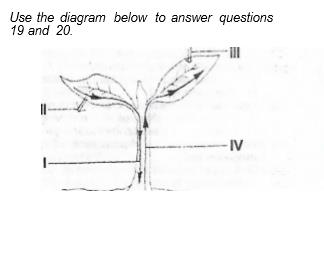 Use the diagram below to answer questions
19 and 20.
III
II
I
IV